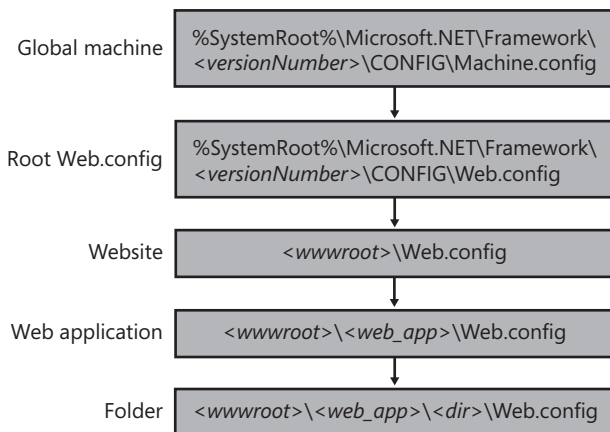 Global machine
%SystemRoot%\Microsoft.NET\Framework\
<versionNumber>\CONFIG\Machine.config
Root Web.config
%SystemRoot%\Microsoft.NET\Framework\
<versionNumber>\CONFIG\Web.config
Website
<wwwroot>\Web.config
Web application
<wwwroot>\<web_app>\Web.config
Folder
<wwwroot>\<web_app>\<dir>\Web.config